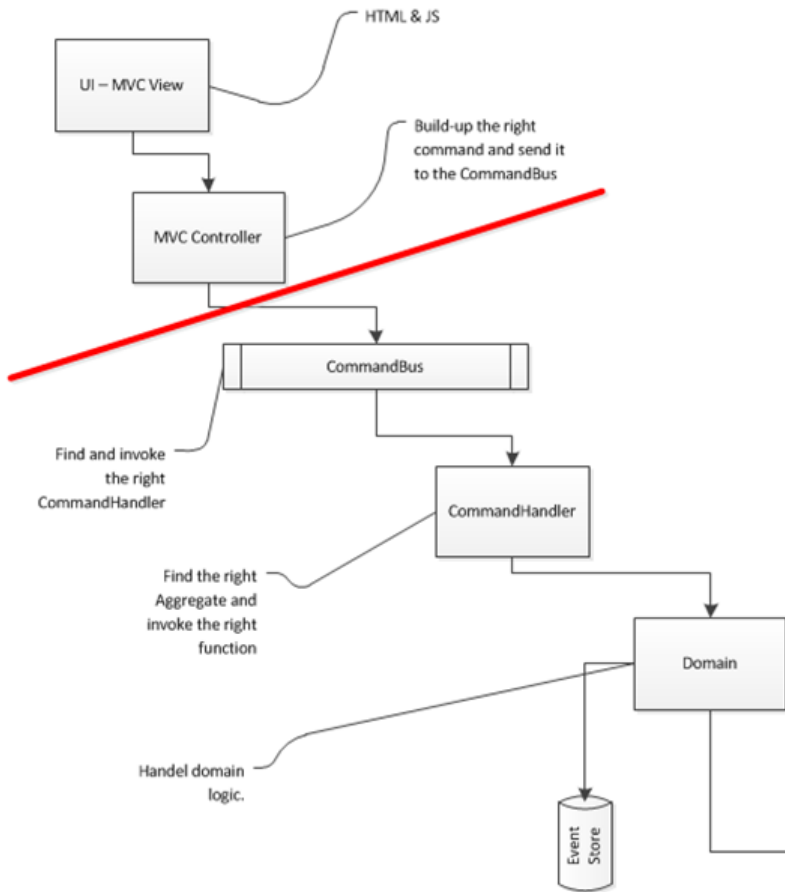 HTML & JS
UI – MVC View
Build-up the right
command and send it
to the CommandBus
MVC Controller
CommandBus
Find and invoke
the right
CommandHandler
CommandHandler
Find the right
Aggregate and
invoke the right
function
Domain
Handel domain
logic.
Event
Store